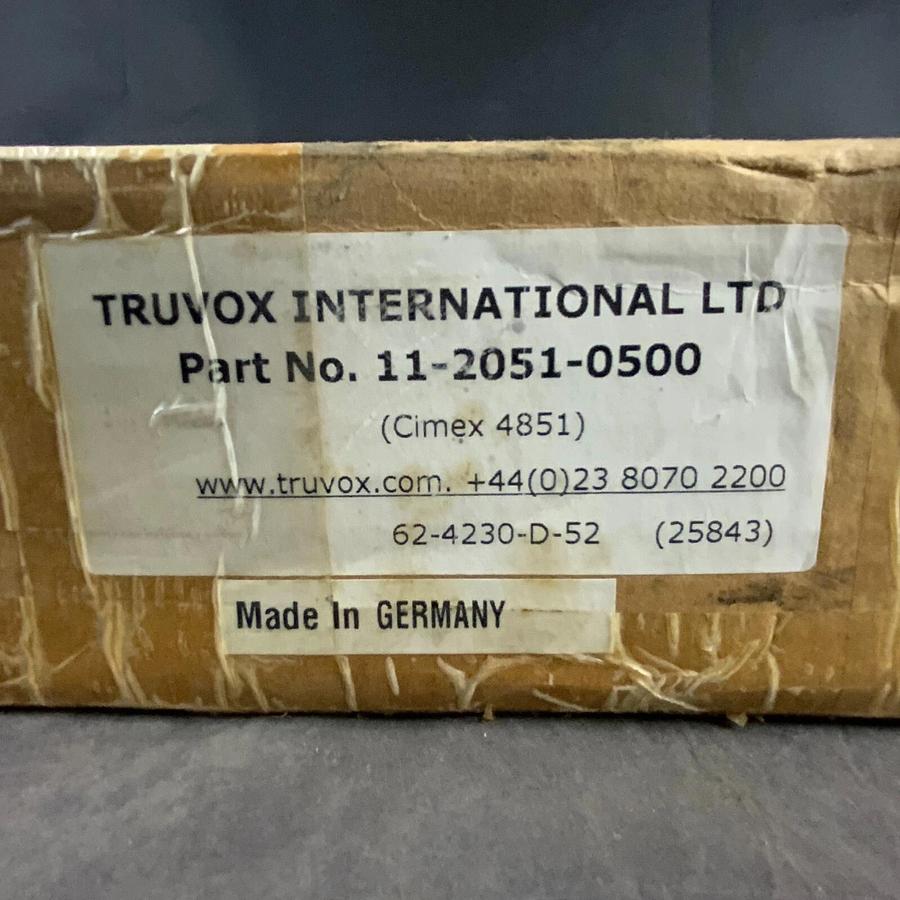 TRUVOX INTERNATIONAL LTD
Part No. 11-2051-0500
(Cimex 4851)
www.truvox.com. +44(0)23 8070 2200
62-4230-D-52 (25843)
Made In GERMANY